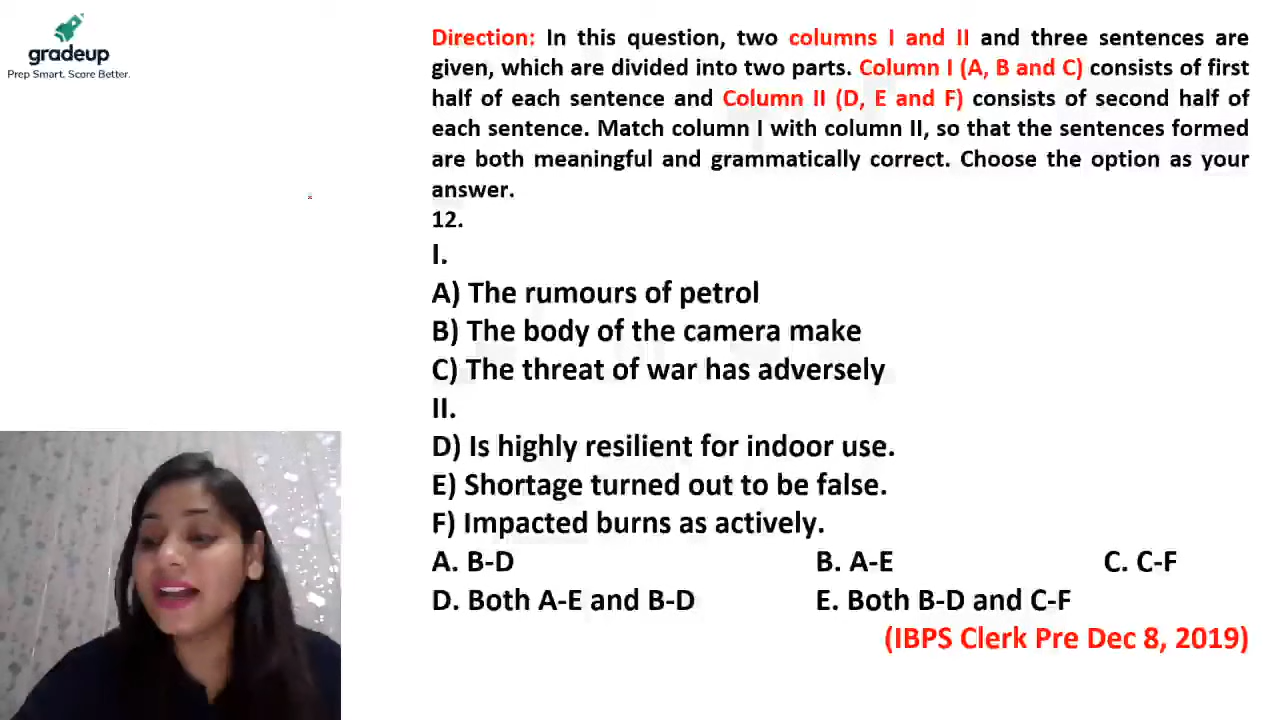 gradeup
Prep Smart. Score Better.
Direction: In this question, two columns I and II and three sentences are
given, which are divided into two parts. Column I (A, B and C) consists of first
half of each sentence and Column II (D, E and F) consists of second half of
each sentence. Match column I with column II, so that the sentences formed
are both meaningful and grammatically correct. Choose the option as your
answer.
12.
I.
A) The rumours of petrol
B) The body of the camera make
C) The threat of war has adversely
II.
D) Is highly resilient for indoor use.
E) Shortage turned out to be false.
F) Impacted burns as actively.
A. B-D B. A-E C. C-F
D. Both A-E and B-D E. Both B-D and C-F
(IBPS Clerk Pre Dec 8, 2019)